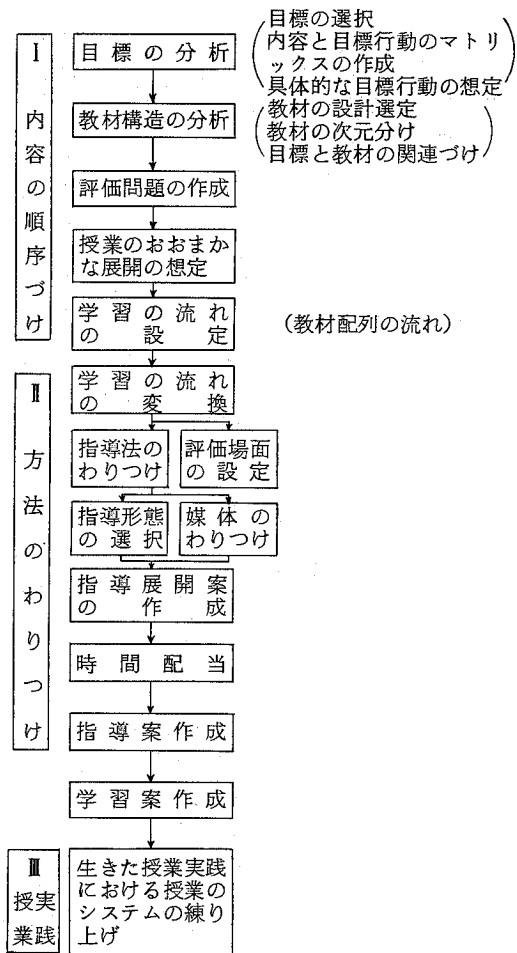 Ⅰ 内容の順序づけ
目標の分析
目標の選択
内容と目標行動のマトリ
ックスの作成
具体的な目標行動の想定
教材構造の分析
教材の設計選定
教材の次元分け
目標と教材の関連づけ
評価問題の作成
授業のおおまか
な展開の想定
学習の流れ
の設定
(教材配列の流れ)
Ⅱ 方法のわりつけ
学習の流れ
の変換
指導法の
わりつけ
評価場面
の設定
指導形態
の選択
媒体の
わりつけ
指導展開案
の作成
時間配当
指導案作成
学習案作成
Ⅲ
授業
実践
生きた授業実践
における授業の
システムの練り
上げ